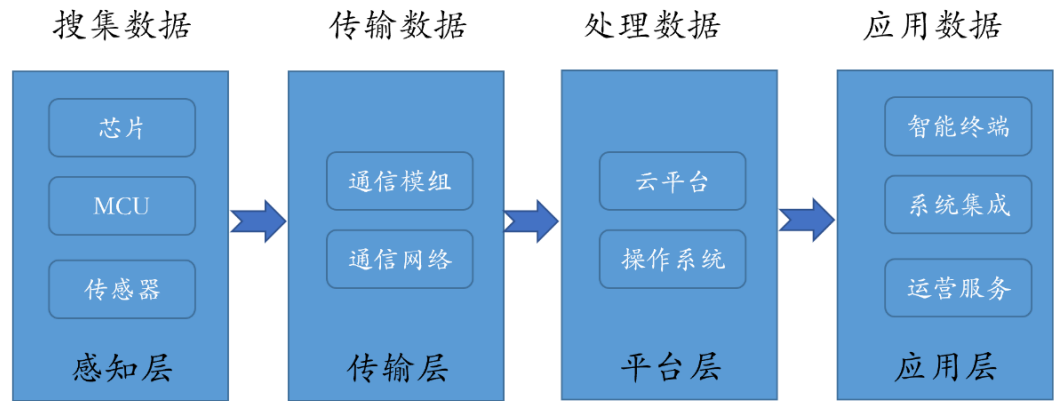 搜集数据
传输数据
处理数据
应用数据
芯片
MCU
传感器
感知层
通信模组
通信网络
传输层
云平台
操作系统
平台层
智能终端
系统集成
运营服务
应用层